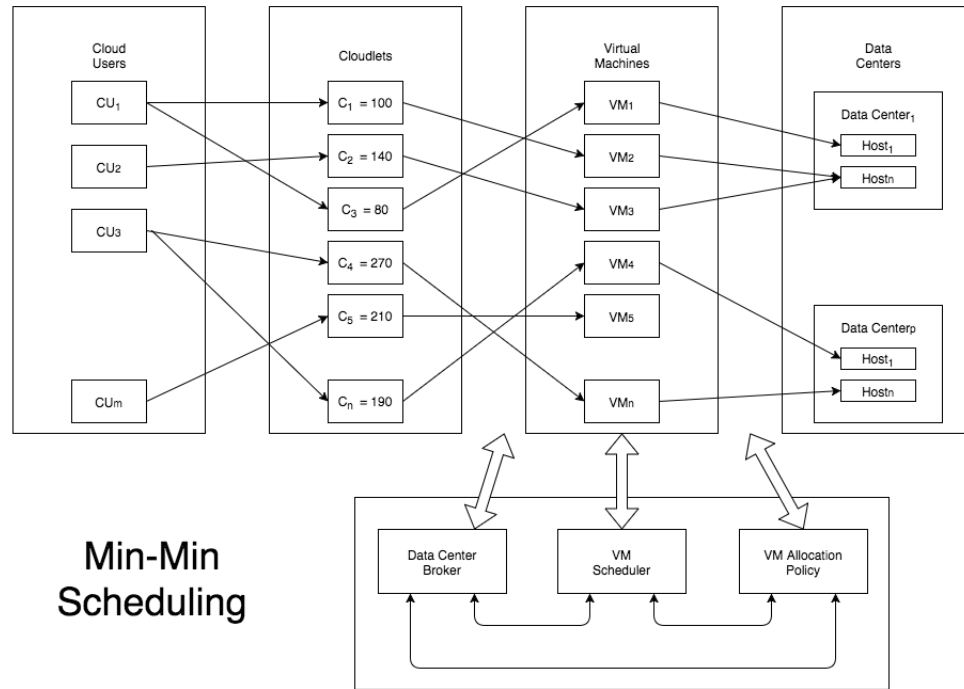 Cloud
Users
CU1
CU2
CU3
CUm
Cloudlets
C1 = 100
C2 = 140
C3 = 80
C4 = 270
C5 = 210
Cn = 190
Virtual
Machines
VM1
VM2
VM3
VM4
VM5
VMn
Data
Centers
Data Center1
Host1
Hostn
Data Centerp
Host1
Hostn
Min-Min
Scheduling
Data Center
Broker
VM
Scheduler
VM Allocation
Policy